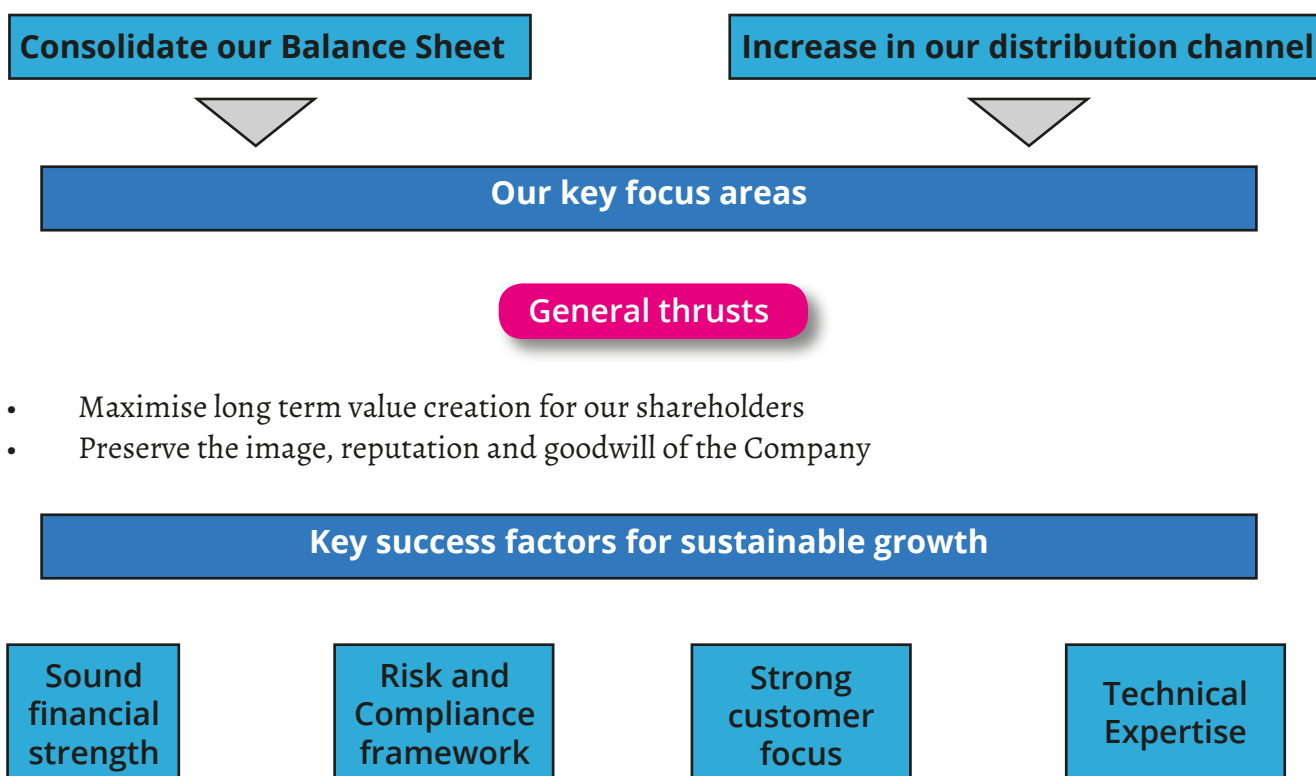 Consolidate our Balance Sheet
Increase in our distribution channel
Our key focus areas
General thrusts
• Maximise long term value creation for our shareholders
• Preserve the image, reputation and goodwill of the Company
Key success factors for sustainable growth
Sound
financial
strength
Risk and
Compliance
framework
Strong
customer
focus
Technical
Expertise